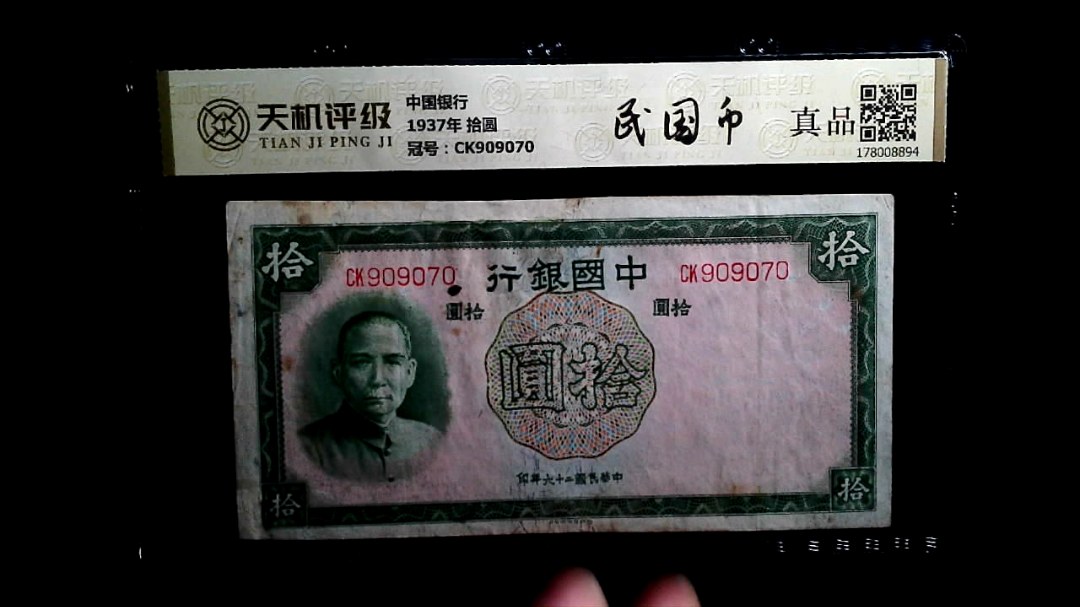 天机评级
TIAN JI PING JI
中国银行
1937年 拾圆
冠号：CK909070
民国币
真品
178008894
拾
拾
CK909070
中國銀行
CK909070
拾圓
拾圓
拾圓
中華民國二十六年印
拾
拾